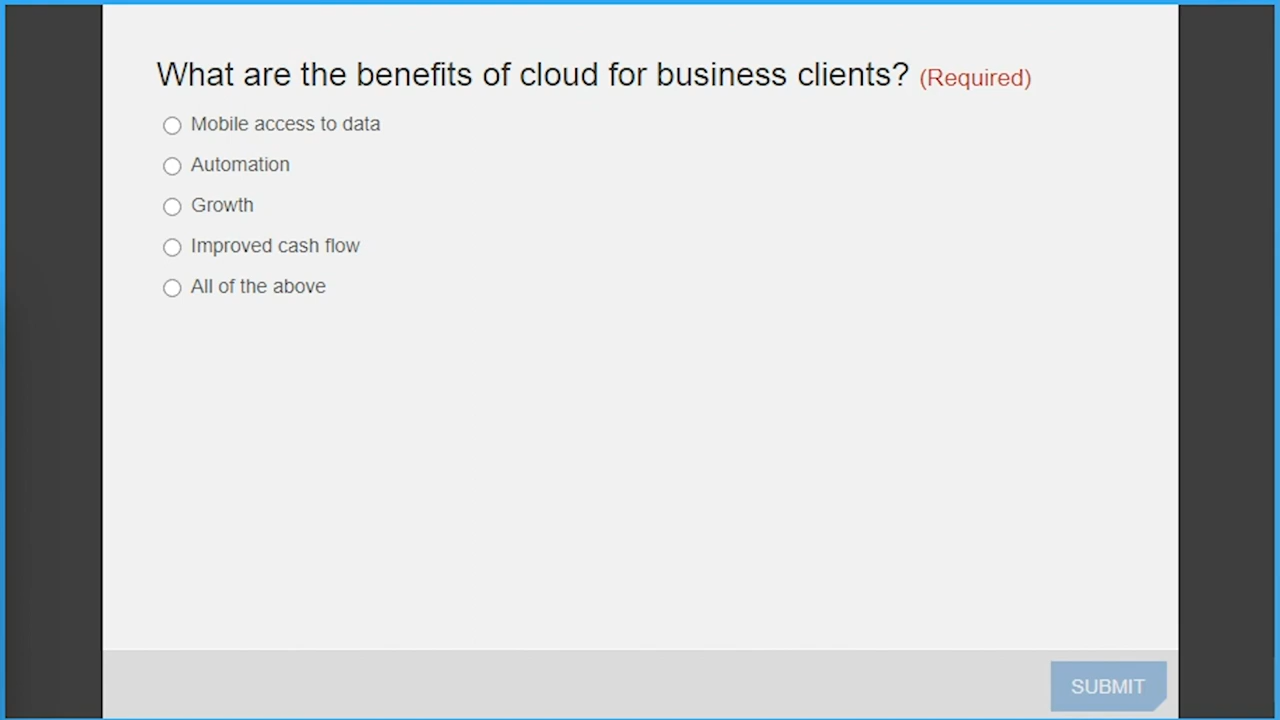 What are the benefits of cloud for business clients? (Required)
Mobile access to data
Automation
Growth
Improved cash flow
All of the above
SUBMIT